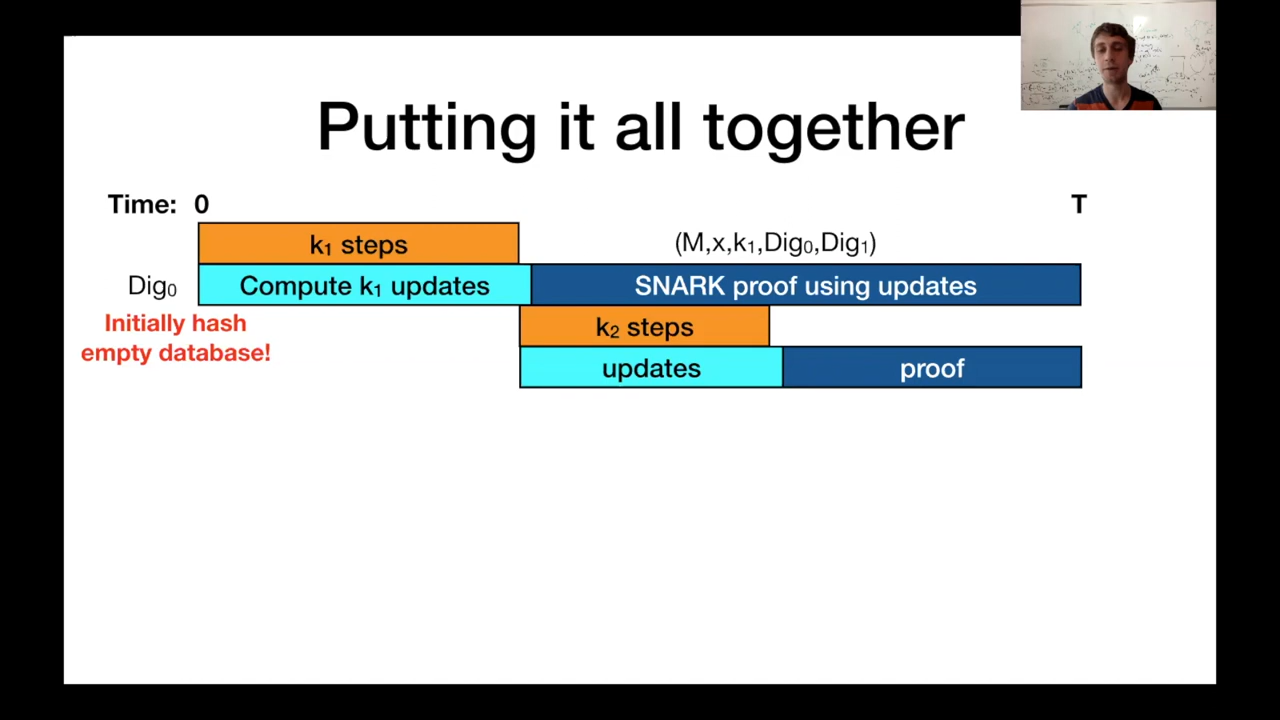 Putting it all together
Time: 0 T
k₁ steps
(M,x,k₁,Dig₀,Dig₁)
Dig₀
Compute k₁ updates
SNARK proof using updates
Initially hash
empty database!
k₂ steps
updates
proof